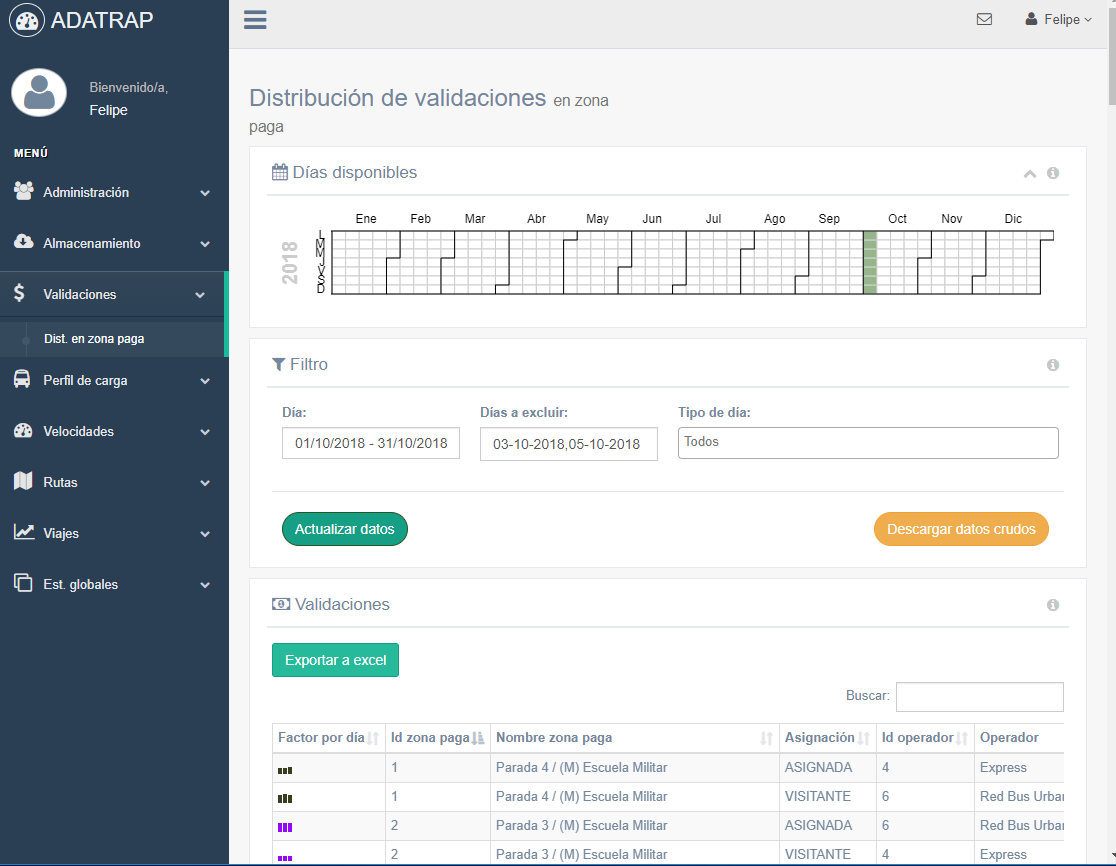 ADATRAP
Felipe
Bienvenido/a,
Felipe
MENÚ
Administración
Almacenamiento
Validaciones
Dist. en zona paga
Perfil de carga
Velocidades
Rutas
Viajes
Est. globales
Distribución de validaciones en zona
paga
Días disponibles
Ene Feb Mar Abr May Jun Jul Ago Sep Oct Nov Dic
2018
L
M
M
J
V
S
D
Filtro
Día: Días a excluir: Tipo de día:
01/10/2018 - 31/10/2018 03-10-2018,05-10-2018 Todos
Actualizar datos Descargar datos crudos
Validaciones
Exportar a excel
Buscar:
Factor por día Id zona paga Nombre zona paga Asignación Id operador Operador
1 Parada 4 / (M) Escuela Militar ASIGNADA 4 Express
1 Parada 4 / (M) Escuela Militar VISITANTE 6 Red Bus Urba
2 Parada 3 / (M) Escuela Militar ASIGNADA 6 Red Bus Urba
2 Parada 3 / (M) Escuela Militar VISITANTE 4 Express